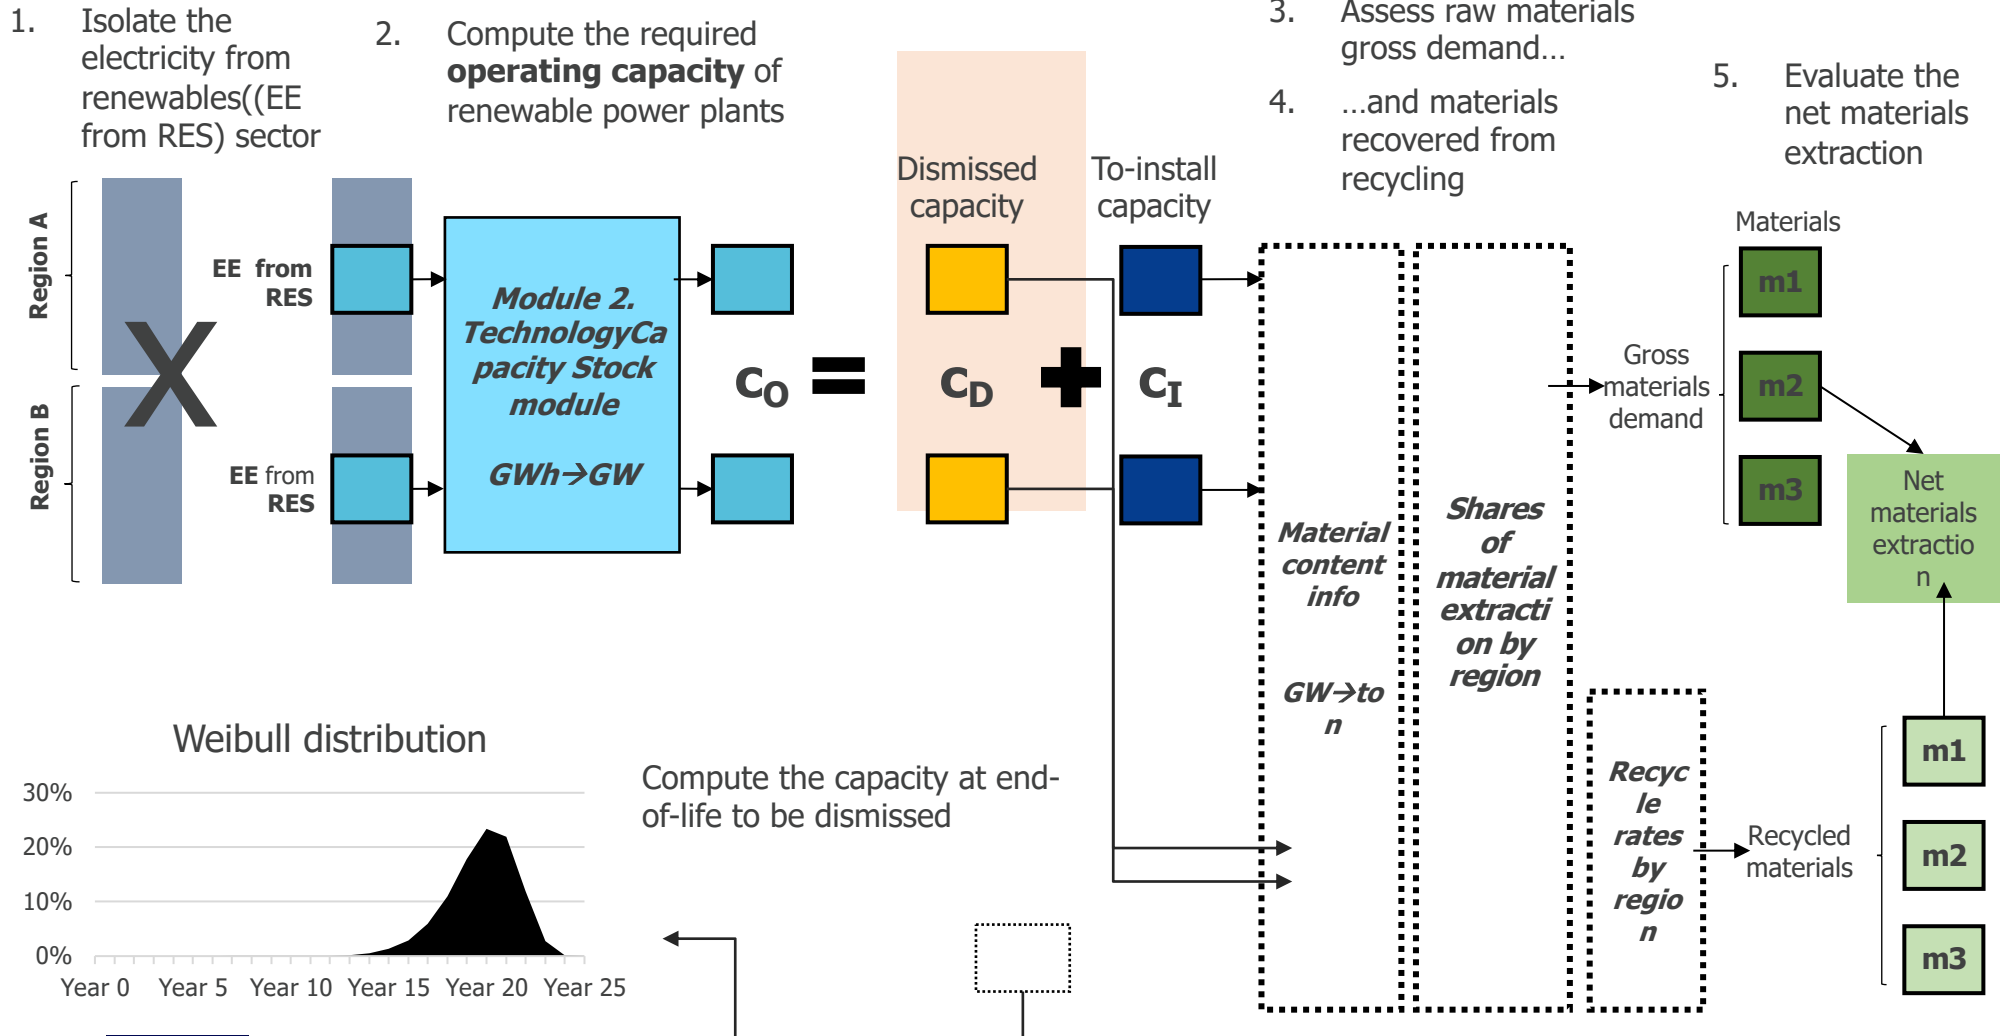 1. Isolate the
electricity from
renewables((EE
from RES) sector
2. Compute the required
operating capacity of
renewable power plants
3. Assess raw materials
gross demand…
4. …and materials
recovered from
recycling
5. Evaluate the
net materials
extraction
Region A
Region B
X
EE from
RES
EE from
RES
Module 2.
TechnologyCa
pacity Stock
module
GWh→GW
Dismissed
capacity
To-install
capacity
cO = cD + cI
Material
content
info
GW→to
n
Shares
of
material
extracti
on by
region
Recyc
le
rates
by
regio
n
Gross
materials
demand
Materials
m1
m2
m3
Net
materials
extractio
n
Recycled
materials
m1
m2
m3
Weibull distribution
30%
20%
10%
0%
Year 0 Year 5 Year 10 Year 15 Year 20 Year 25
Compute the capacity at end-
of-life to be dismissed